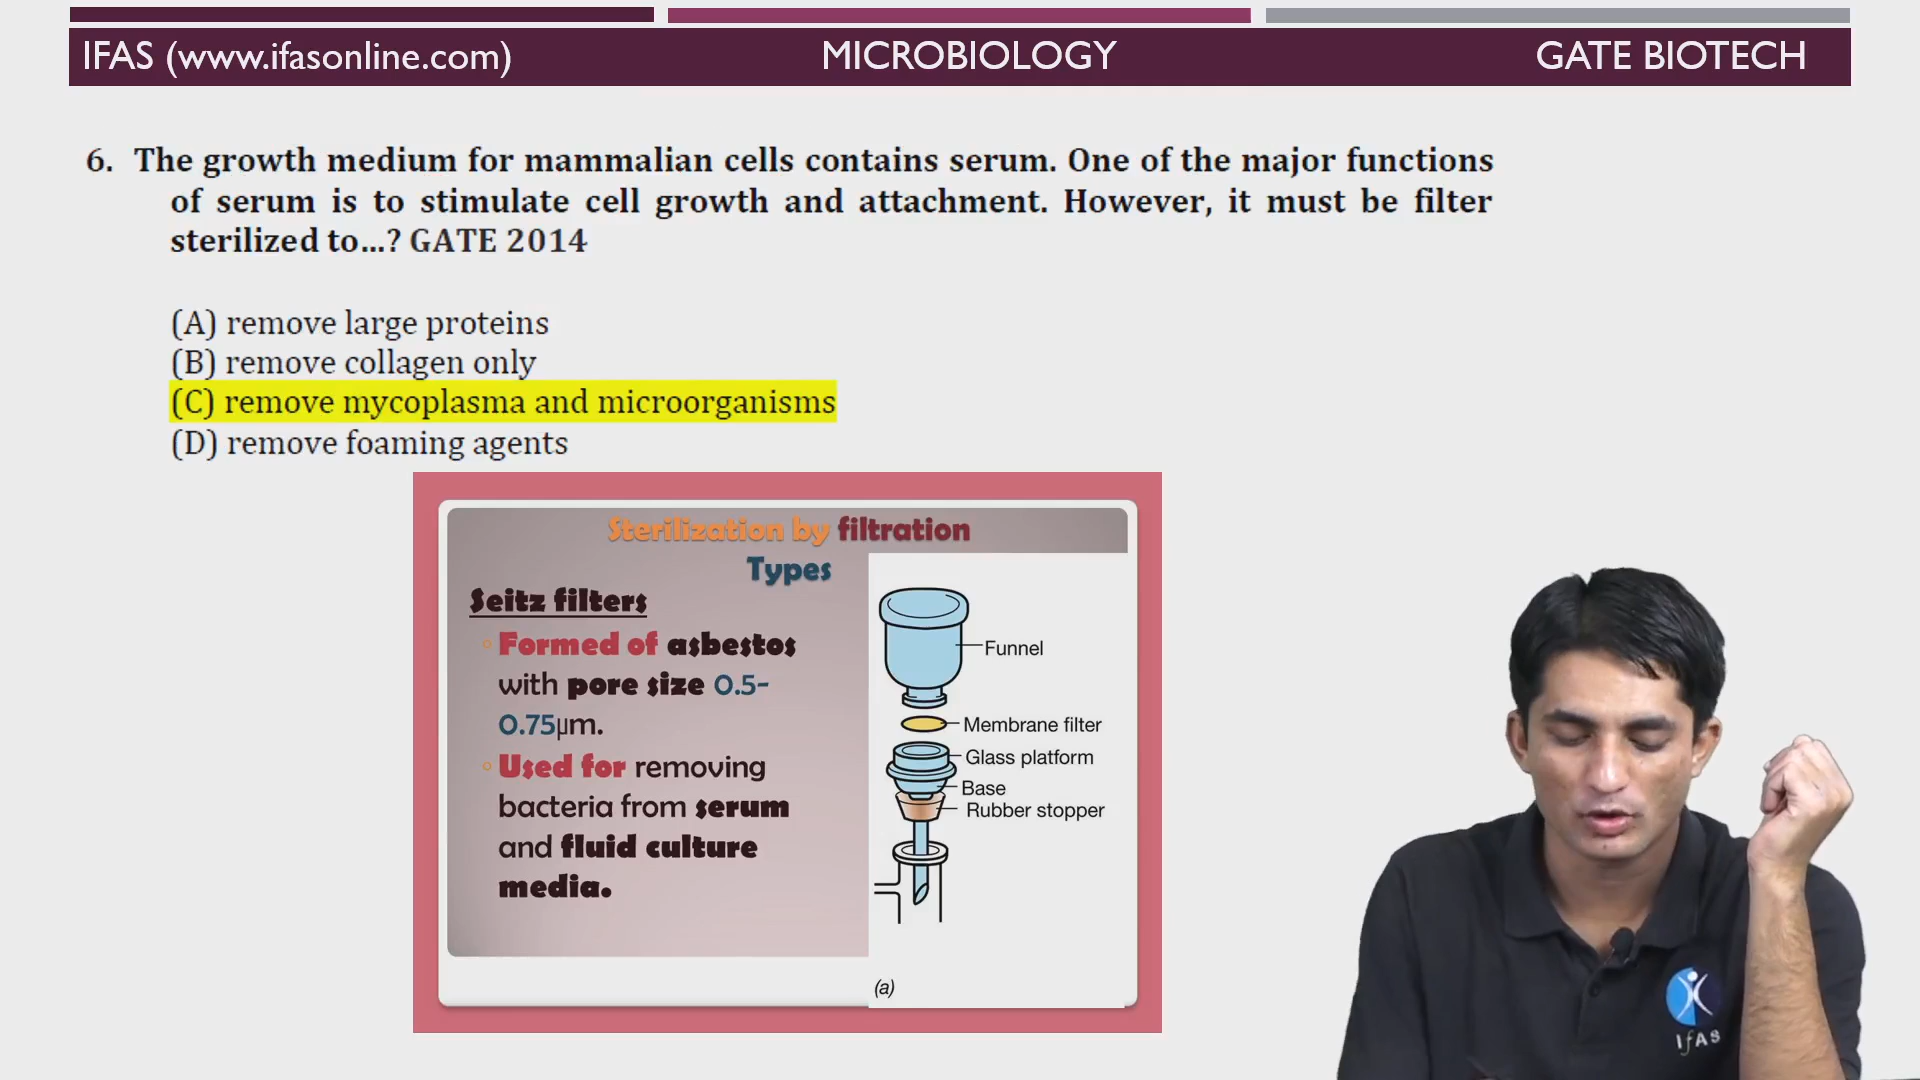 IFAS (www.ifasonline.com) MICROBIOLOGY GATE BIOTECH
6. The growth medium for mammalian cells contains serum. One of the major functions
of serum is to stimulate cell growth and attachment. However, it must be filter
sterilized to...? GATE 2014
(A) remove large proteins
(B) remove collagen only
(C) remove mycoplasma and microorganisms
(D) remove foaming agents
Sterilization by filtration
Types
Seitz filters
Formed of asbestos
with pore size 0.5-
0.75µm.
Used for removing
bacteria from serum
and fluid culture
media.
Funnel
Membrane filter
Glass platform
Base
Rubber stopper
(a)
IfAS